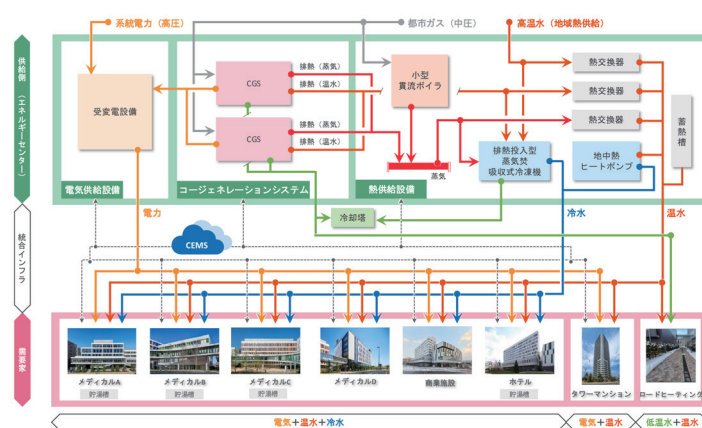 系統電力（高圧）
都市ガス（中圧）
高温水（地域熱供給）
供給側（エネルギーセンター）
統合インフラ
需要家
受変電設備
電気供給設備
CGS
CGS
排熱（蒸気）
排熱（温水）
排熱（蒸気）
排熱（温水）
コージェネレーションシステム
小型
貫流ボイラ
蒸気
熱供給設備
排熱投入型
蒸気焚
吸収式冷凍機
熱交換器
熱交換器
熱交換器
地中熱
ヒートポンプ
蓄熱槽
電力
CEMS
冷却塔
冷水
温水
メディカルA
貯湯槽
メディカルB
貯湯槽
メディカルC
貯湯槽
メディカルD
商業施設
ホテル
貯湯槽
タワーマンション
ロードヒーティング
電気＋温水＋冷水
電気＋温水
低温水＋温水